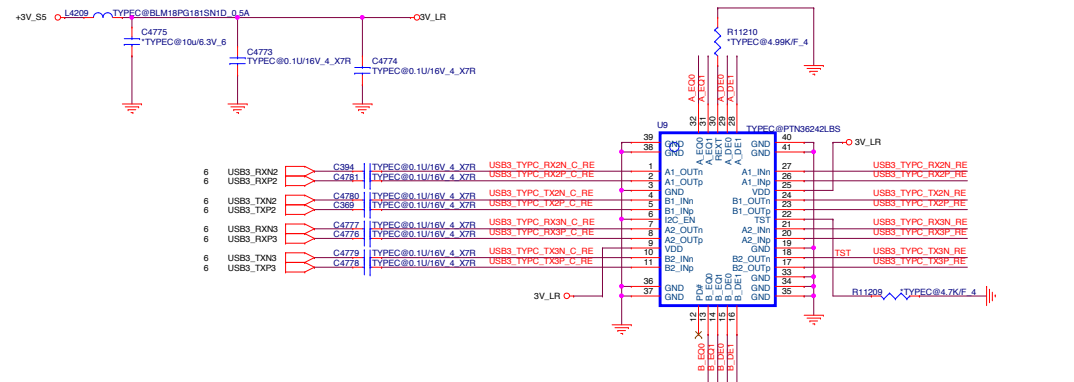 +3V_S5
L4209
TYPEC@BLM18PG181SN1D_0.5A
3V_LR
C4775
*TYPEC@10u/6.3V_6
C4773
TYPEC@0.1U/16V_4_X7R
C4774
TYPEC@0.1U/16V_4_X7R
R11210
*TYPEC@4.99K/F_4
A_EQ0
A_EQ1
A_DE0
A_DE1
32
31
30
29
28
U9
TYPEC@PTN36242LBS
A_EQ0
A_EQ1
REXT
A_DE0
A_DE1
39 GND GND 40
38 GND GND 41
3V_LR
6 USB3_RXN2 C394 TYPEC@0.1U/16V_4_X7R USB3_TYPC_RX2N_C_RE 1 A1_OUTn A1_INn 27 USB3_TYPC_RX2N_RE
6 USB3_RXP2 C4781 TYPEC@0.1U/16V_4_X7R USB3_TYPC_RX2P_C_RE 2 A1_OUTp A1_INp 26 USB3_TYPC_RX2P_RE
3 GND VDD 25
6 USB3_TXN2 C4780 TYPEC@0.1U/16V_4_X7R USB3_TYPC_TX2N_C_RE 4 B1_INn B1_OUTn 24 USB3_TYPC_TX2N_RE
6 USB3_TXP2 C369 TYPEC@0.1U/16V_4_X7R USB3_TYPC_TX2P_C_RE 5 B1_INp B1_OUTp 23 USB3_TYPC_TX2P_RE
6 I2C_EN TST 22
6 USB3_RXN3 C4777 TYPEC@0.1U/16V_4_X7R USB3_TYPC_RX3N_C_RE 7 A2_OUTn A2_INn 21 USB3_TYPC_RX3N_RE
6 USB3_RXP3 C4776 TYPEC@0.1U/16V_4_X7R USB3_TYPC_RX3P_C_RE 8 A2_OUTp A2_INp 20 USB3_TYPC_RX3P_RE
9 VDD GND 19
6 USB3_TXN3 C4779 TYPEC@0.1U/16V_4_X7R USB3_TYPC_TX3N_C_RE 10 B2_INn B2_OUTn 18 TST USB3_TYPC_TX3N_RE
6 USB3_TXP3 C4778 TYPEC@0.1U/16V_4_X7R USB3_TYPC_TX3P_C_RE 11 B2_INp B2_OUTp 17 USB3_TYPC_TX3P_RE
GND 33
36 GND GND 34
3V_LR 37 GND GND 35
R11209 *TYPEC@4.7K/F_4
PD#
B_EQ0
B_EQ1
B_DE0
B_DE1
12
13
14
15
16
B_EQ0
B_EQ1
B_DE0
B_DE1